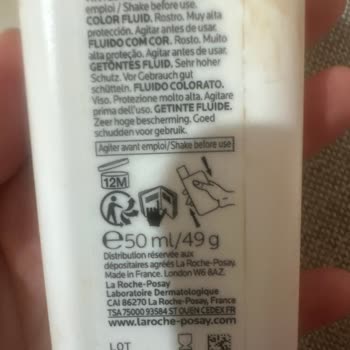 emploi / Shake before use.
COLOR FLUID. Rostro. Muy alta
protección. Agitar antes de usar.
FLUIDO COM COR. Rosto. Muito
alta proteção. Agitar antes de usar.
GETÖNTES FLUID. Sehr hoher
Schutz. Vor Gebrauch gut
schütteln. FLUIDO COLORATO.
Viso. Protezione molto alta. Agitare
prima dell'uso. GETINTE FLUIDE.
Zeer hoge bescherming. Goed
schudden voor gebruik.
Agiter avant emploi/Shake before use
12M
℮50 ml/49 g
Distribution réservée aux
dépositaires agréés La Roche-Posay.
Made in France. London W6 8AZ.
La Roche-Posay
Laboratoire Dermatologique
CAI 86270 La Roche-Posay
TSA 75000 93584 ST OUEN CEDEX FR
www.laroche-posay.com
LOT